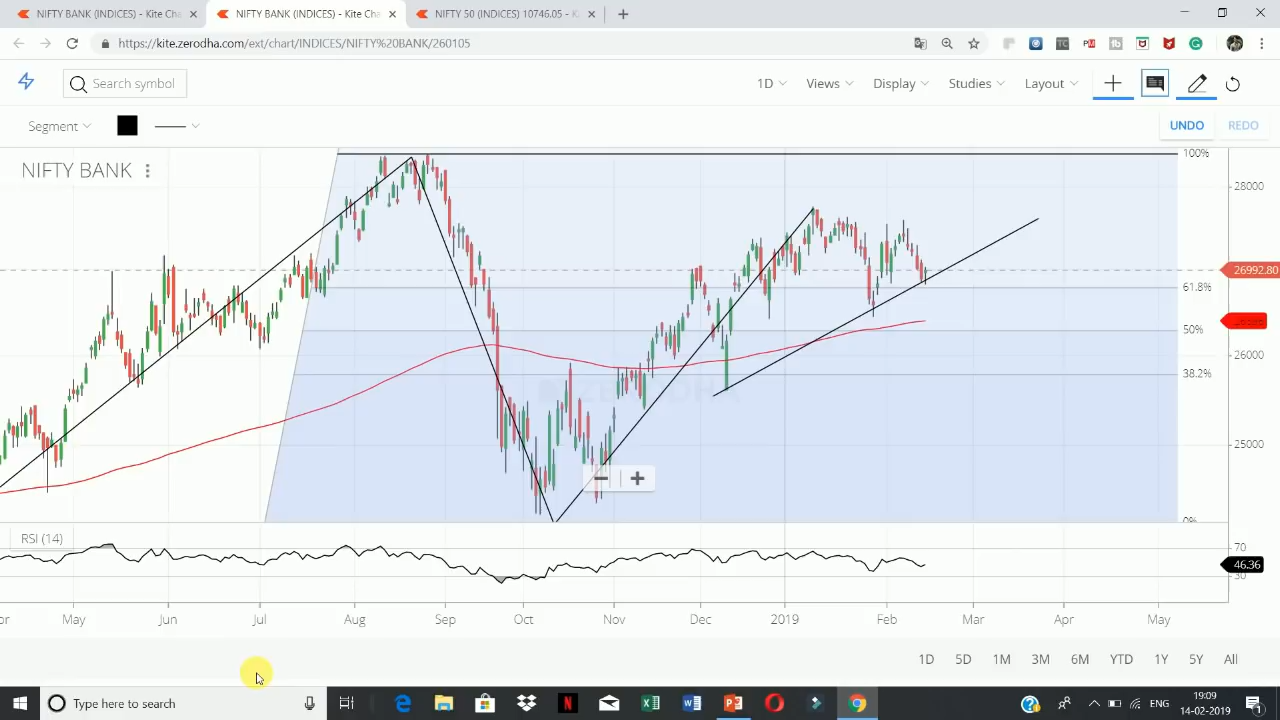 NIFTY BANK (INDICES) - Kite Cha
NIFTY BANK (INDICES) - Kite Cha
NIFTY 50 (INDICES) 10746.05 - K
https://kite.zerodha.com/ext/chart/INDICES/NIFTY%20BANK/260105
Search symbol
1D
Views
Display
Studies
Layout
Segment
UNDO
REDO
NIFTY BANK
100%
28000
26992.80
61.8%
50%
26000
38.2%
ZERODHA
25000
0%
RSI (14)
70
46.36
30
May
Jun
Jul
Aug
Sep
Oct
Nov
Dec
2019
Feb
Mar
Apr
May
1D
5D
1M
3M
6M
YTD
1Y
5Y
All
Type here to search
ENG
19:09
14-02-2019